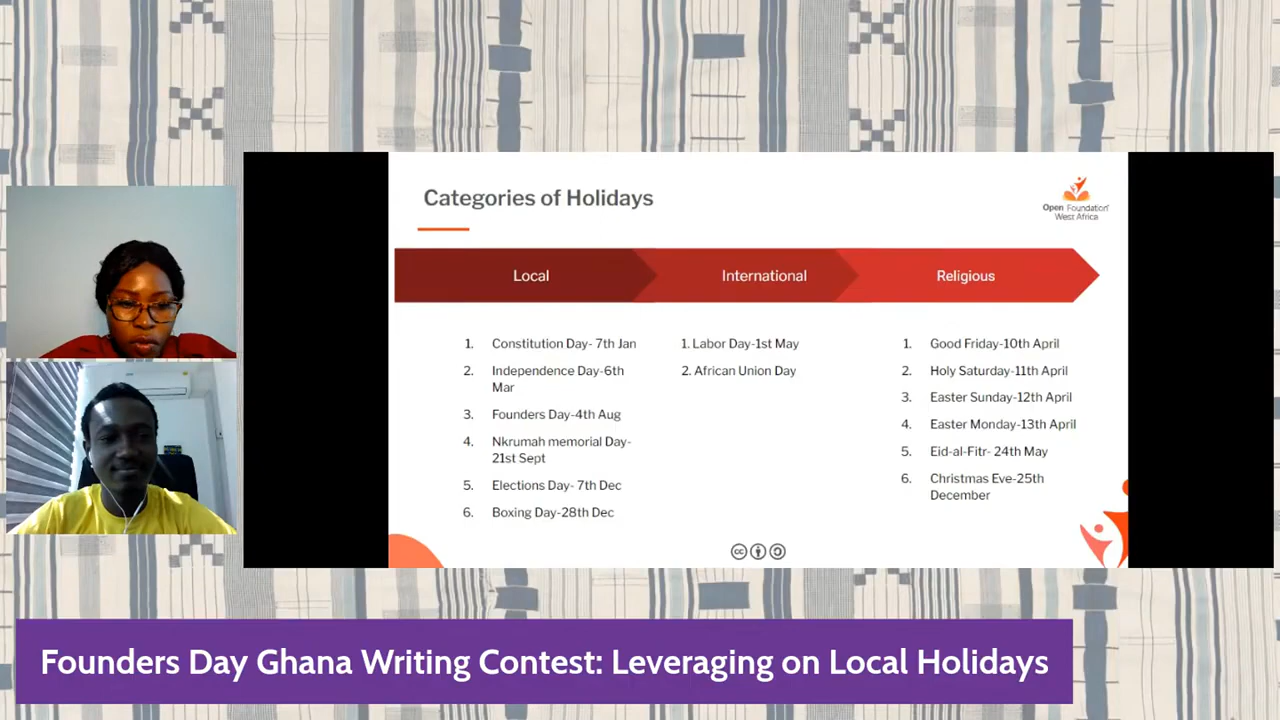 Categories of Holidays
Open Foundation
West Africa
Local
International
Religious
1. Constitution Day- 7th Jan
2. Independence Day-6th
Mar
3. Founders Day-4th Aug
4. Nkrumah memorial Day-
21st Sept
5. Elections Day- 7th Dec
6. Boxing Day-28th Dec
1. Labor Day-1st May
2. African Union Day
1. Good Friday-10th April
2. Holy Saturday-11th April
3. Easter Sunday-12th April
4. Easter Monday-13th April
5. Eid-al-Fitr- 24th May
6. Christmas Eve-25th
December
cc
Founders Day Ghana Writing Contest: Leveraging on Local Holidays